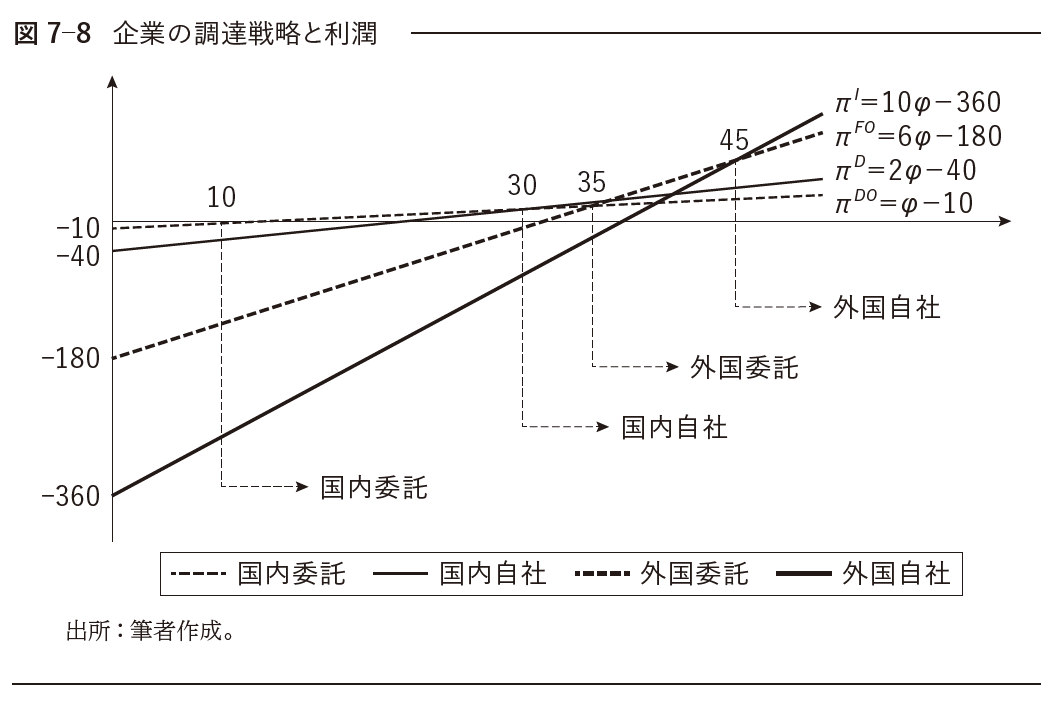 図 7-8 企業の調達戦略と利潤
π^I=10φ−360
π^FO=6φ−180
π^D=2φ−40
π^DO=φ−10
45
35
30
10
−10
−40
−180
−360
外国自社
外国委託
国内自社
国内委託
国内委託 国内自社 外国委託 外国自社
出所:筆者作成。